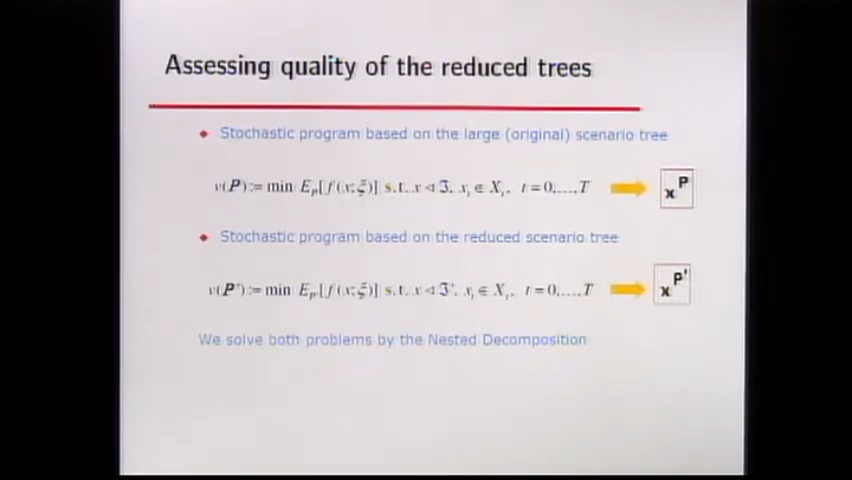 Assessing quality of the reduced trees
◆ Stochastic program based on the large (original) scenario tree
v(P):= min E_P[f(x;ξ)] s.t. x ◁ ℑ, x_t ∈ X_t, t = 0,...,T x^P
◆ Stochastic program based on the reduced scenario tree
v(P'):= min E_P'[f(x;ξ)] s.t. x ◁ ℑ', x_t ∈ X_t, t = 0,...,T x^P'
We solve both problems by the Nested Decomposition